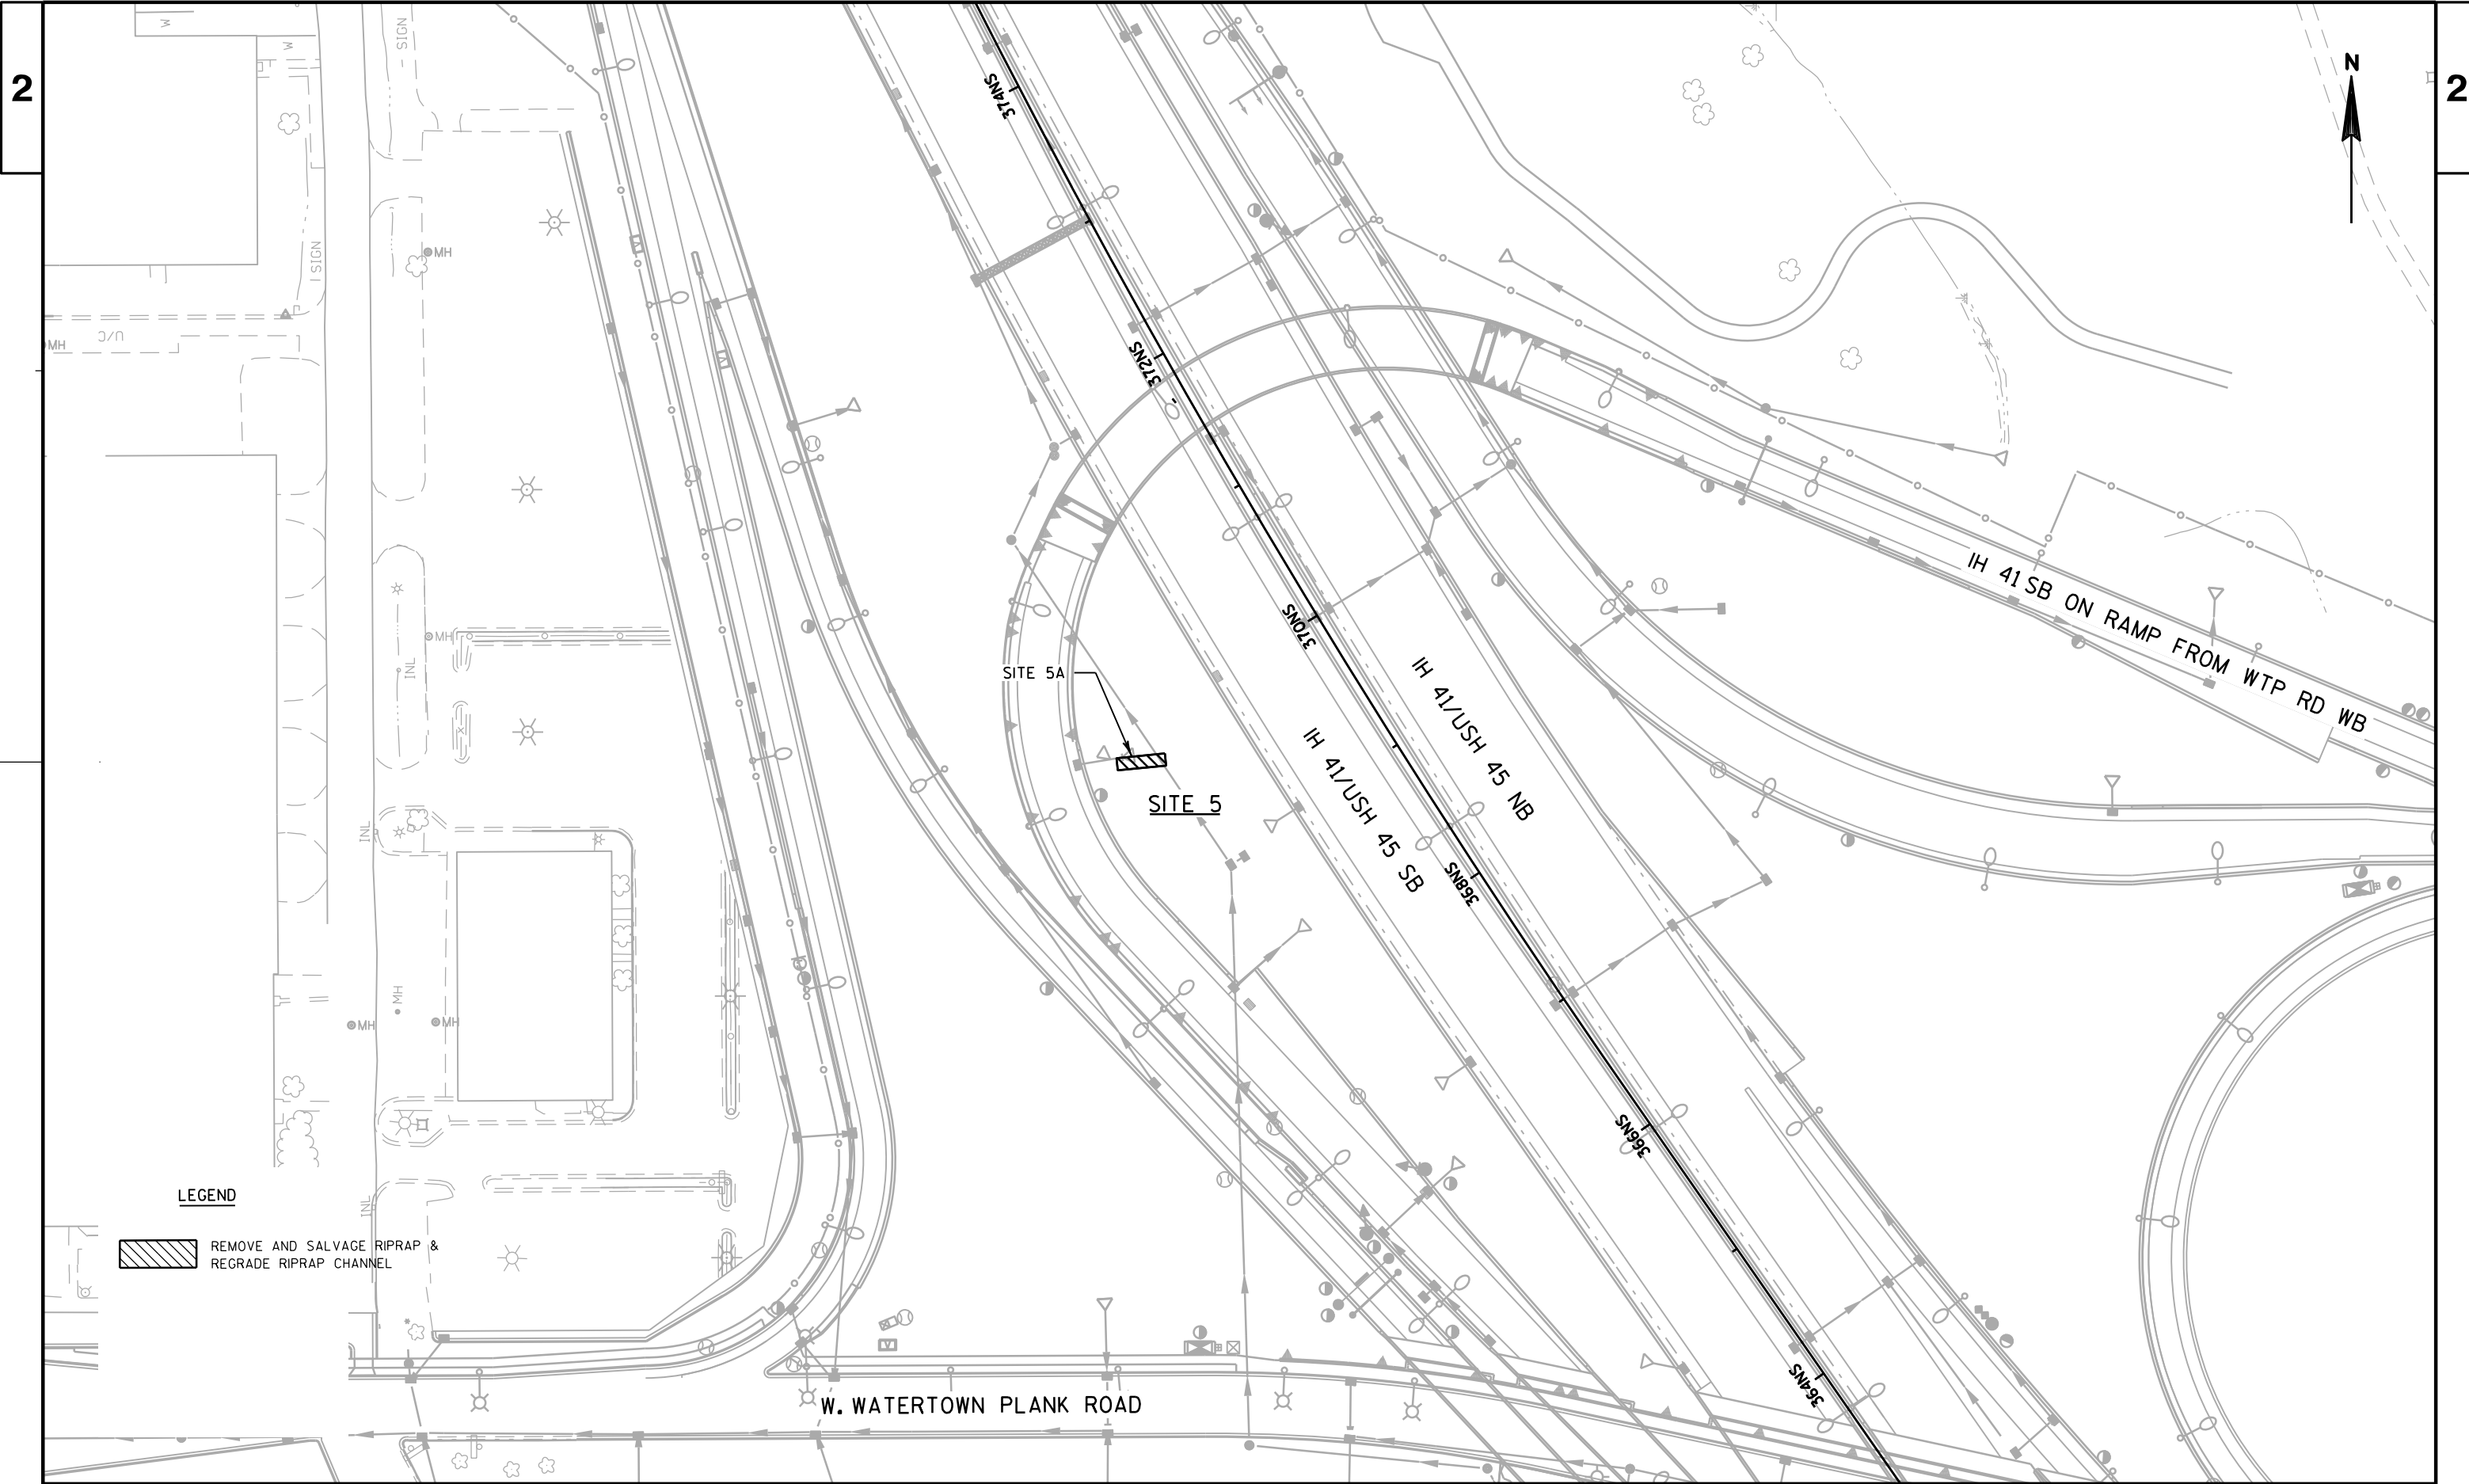 2
2
N
W
W
SIGN
SIGN
MH
U/C
MH
374NS
372NS
370NS
368NS
366NS
364NS
MH
INL
INL
MH
MH
MH
INL
SITE 5A
SITE 5
IH 41/USH 45 NB
IH 41/USH 45 SB
IH 41 SB ON RAMP FROM WTP RD WB
LEGEND
REMOVE AND SALVAGE RIPRAP &
REGRADE RIPRAP CHANNEL
W. WATERTOWN PLANK ROAD